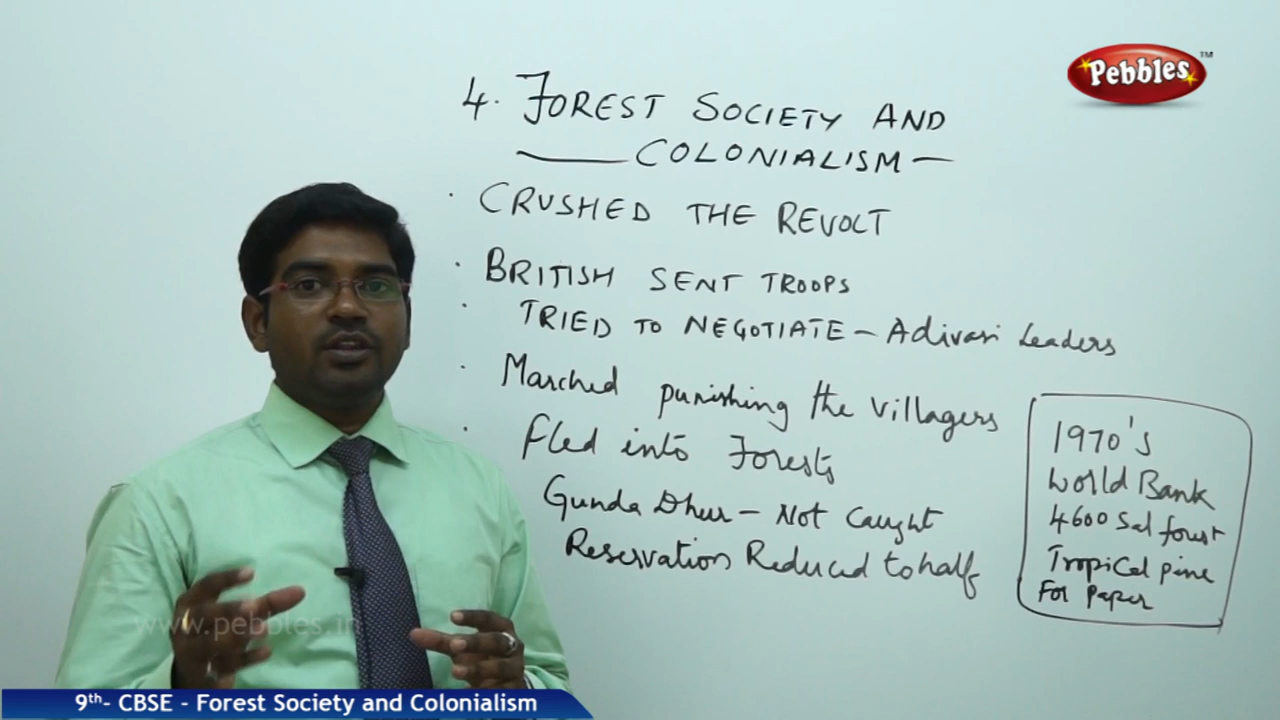 Pebbles™
4. FOREST SOCIETY AND
COLONIALISM
· CRUSHED THE REVOLT
· BRITISH SENT TROOPS
· TRIED TO NEGOTIATE - Adivasi Leaders
· Marched punishing the villagers
· Fled into Forests
Gunda Dhur - Not Caught
Reservation Reduced to half
1970's
World Bank
4600 Sal forest
Tropical pine
For Paper
www.pebbles.in
9th- CBSE - Forest Society and Colonialism